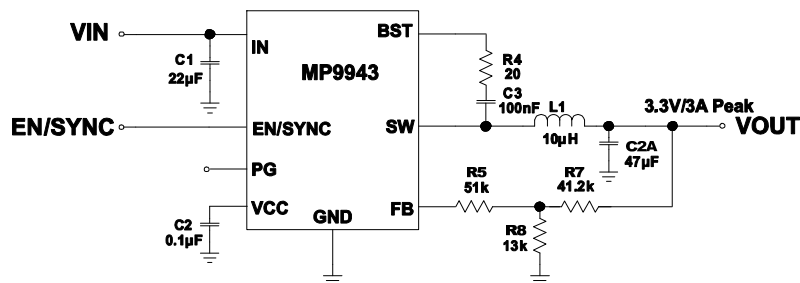 VIN
C1
22µF
IN
MP9943
BST
R4
20
C3
100nF
L1
10µH
3.3V/3A Peak
VOUT
EN/SYNC
EN/SYNC
SW
C2A
47µF
PG
R5
51k
R7
41.2k
VCC
C2
0.1µF
GND
FB
R8
13k